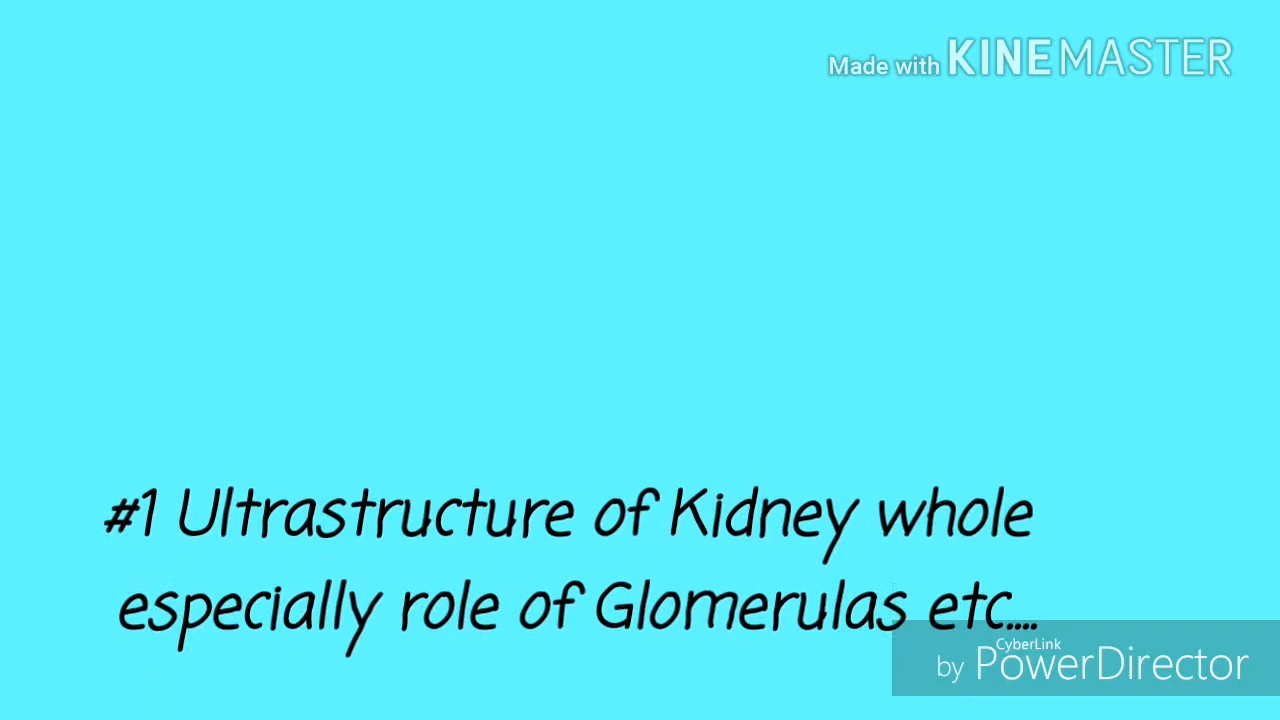 Made with KINEMASTER
#1 Ultrastructure of Kidney whole
especially role of Glomerulas etc....
CyberLink
by PowerDirector